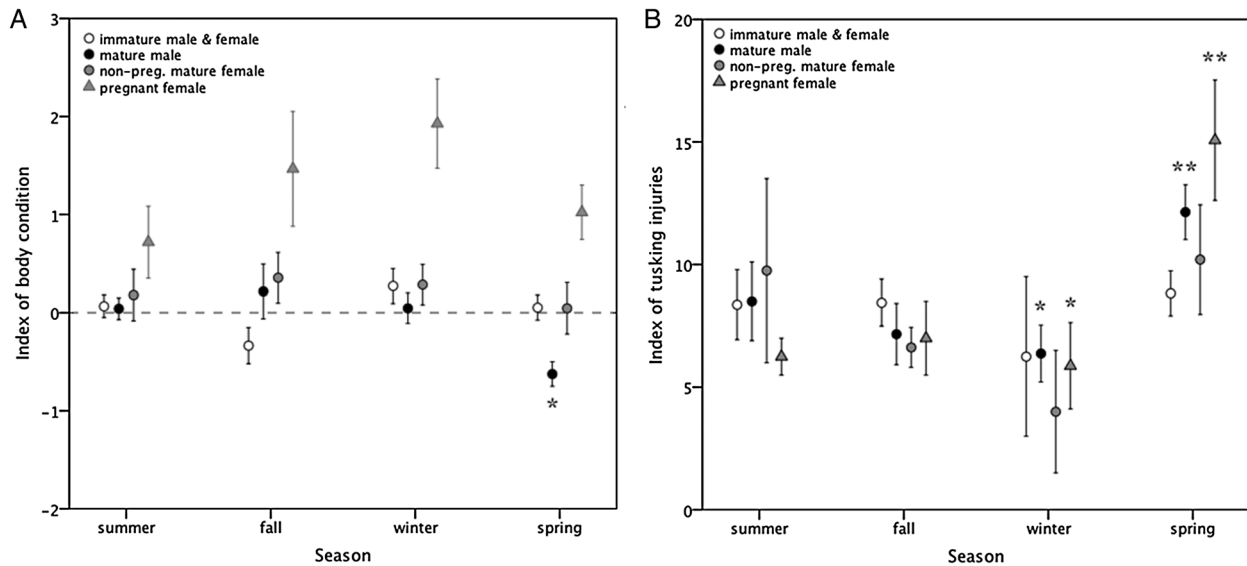 A
3
2
1
0
−1
−2
Index of body condition
immature male & female
mature male
non-preg. mature female
pregnant female
*
summer fall winter spring
Season
B
20
15
10
5
0
Index of tusking injuries
immature male & female
mature male
non-preg. mature female
pregnant female
* * ** **
summer fall winter spring
Season